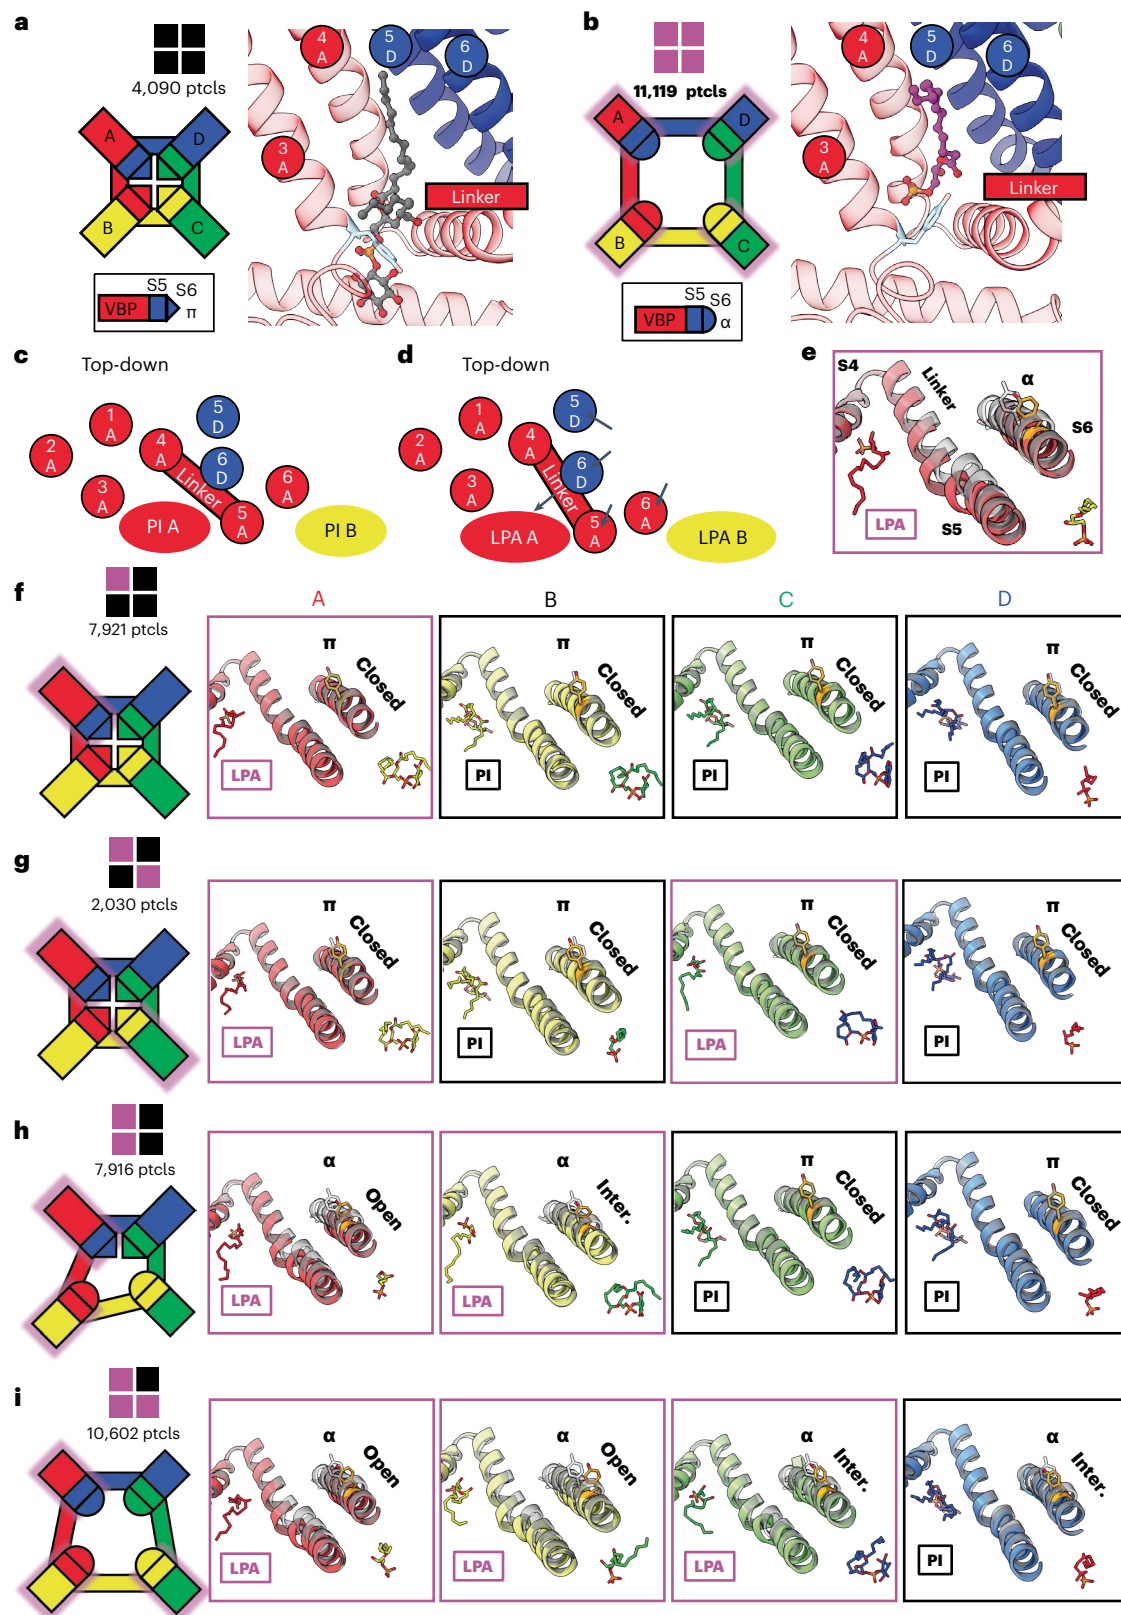 a
4,090 ptcls
A
D
B
C
S5
S6
VBP
π
4
A
5
D
6
D
3
A
Linker
b
11,119 ptcls
A
D
B
C
S5
S6
VBP
α
4
A
5
D
6
D
3
A
Linker
c
Top-down
1
A
2
A
3
A
4
A
5
D
6
D
Linker
5
A
6
A
PI A
PI B
d
Top-down
1
A
2
A
3
A
4
A
5
D
6
D
Linker
5
A
6
A
LPA A
LPA B
e
S4
Linker
α
S6
S5
LPA
f
7,921 ptcls
A
B
C
D
π
Closed
LPA
π
Closed
PI
π
Closed
PI
π
Closed
PI
g
2,030 ptcls
π
Closed
LPA
π
Closed
PI
π
Closed
LPA
π
Closed
PI
h
7,916 ptcls
α
Open
LPA
α
Inter.
LPA
π
Closed
PI
π
Closed
PI
i
10,602 ptcls
α
Open
LPA
α
Open
LPA
α
Inter.
LPA
α
Inter.
PI